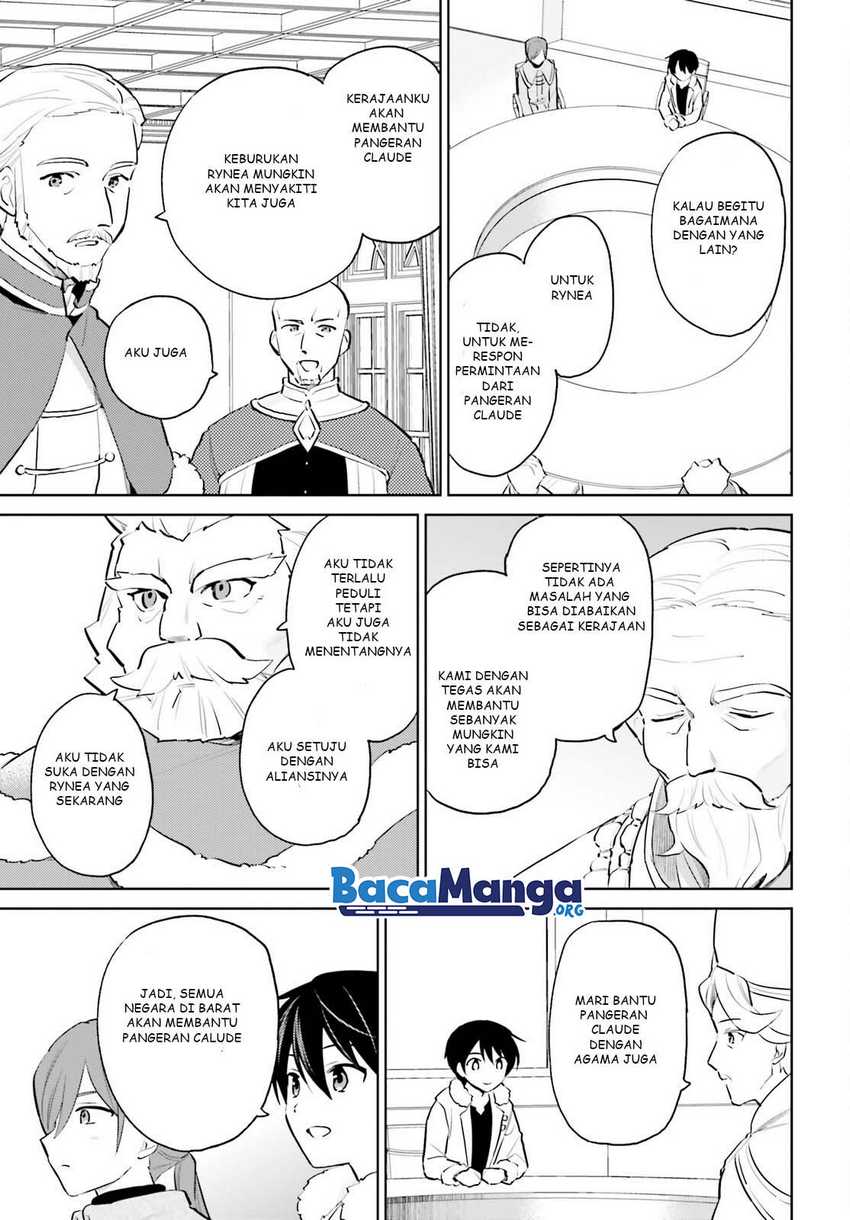 KALAU BEGITU
BAGAIMANA
DENGAN YANG
LAIN?
UNTUK
RYNEA
TIDAK,
UNTUK ME-
RESPON
PERMINTAAN
DARI
PANGERAN
CLAUDE
KERAJAANKU
AKAN
MEMBANTU
PANGERAN
CLAUDE
KEBURUKAN
RYNEA MUNGKIN
AKAN MENYAKITI
KITA JUGA
AKU JUGA
SEPERTINYA
TIDAK ADA
MASALAH YANG
BISA DIABAIKAN
SEBAGAI KERAJAAN
KAMI DENGAN
TEGAS AKAN
MEMBANTU
SEBANYAK
MUNGKIN
YANG KAMI
BISA
AKU TIDAK
TERLALU
PEDULI
TETAPI
AKU JUGA
TIDAK
MENENTANGNYA
AKU SETUJU
DENGAN
ALIANSINYA
AKU TIDAK
SUKA DENGAN
RYNEA YANG
SEKARANG
BACAMANGA
.ORG
MARI BANTU
PANGERAN
CLAUDE
DENGAN
AGAMA JUGA
JADI, SEMUA
NEGARA DI BARAT
AKAN MEMBANTU
PANGERAN CALUDE